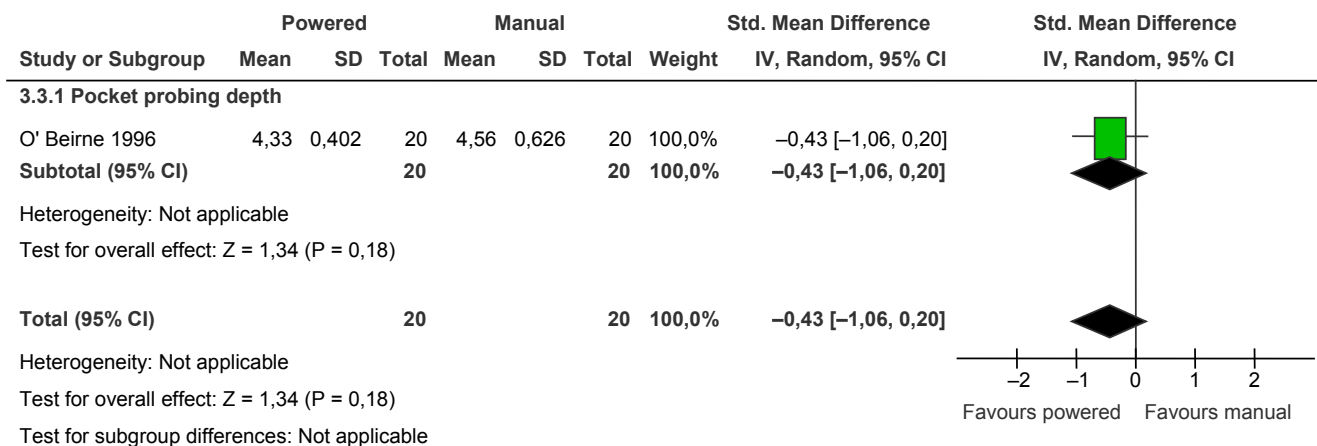 Powered Manual Std. Mean Difference Std. Mean Difference
Study or Subgroup Mean SD Total Mean SD Total Weight IV, Random, 95% CI IV, Random, 95% CI
3.3.1 Pocket probing depth
O' Beirne 1996 4,33 0,402 20 4,56 0,626 20 100,0% –0,43 [–1,06, 0,20]
Subtotal (95% CI) 20 20 100,0% –0,43 [–1,06, 0,20]
Heterogeneity: Not applicable
Test for overall effect: Z = 1,34 (P = 0,18)
Total (95% CI) 20 20 100,0% –0,43 [–1,06, 0,20]
Heterogeneity: Not applicable
–2 –1 0 1 2
Test for overall effect: Z = 1,34 (P = 0,18)
Favours powered Favours manual
Test for subgroup differences: Not applicable